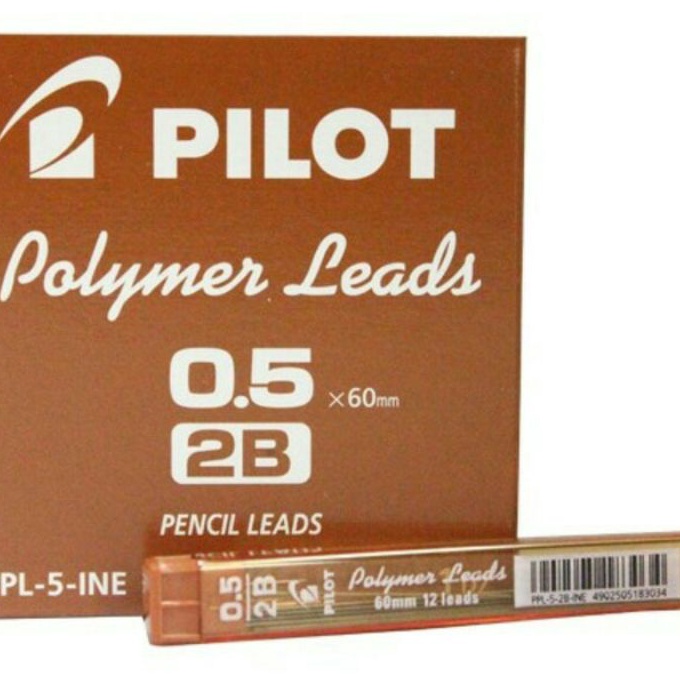 PILOT
Polymer Leads
0.5 ×60mm
2B
PENCIL LEADS
PPL-5-INE
0.5
2B
PILOT
Polymer Leads
60mm 12 leads
PPL-5-2B-INE 4902505183034